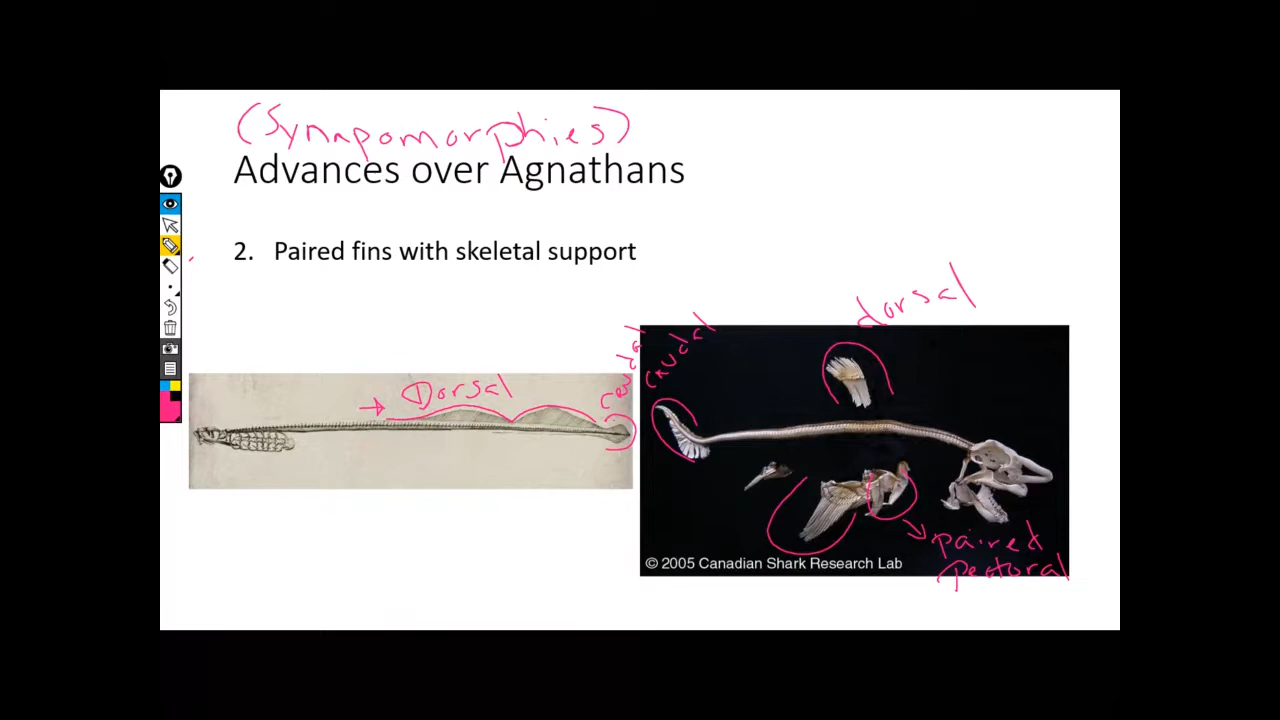 (Synapomorphies)
Advances over Agnathans
2. Paired fins with skeletal support
dorsal
Dorsal
caudal
caudal
paired
pectoral
© 2005 Canadian Shark Research Lab